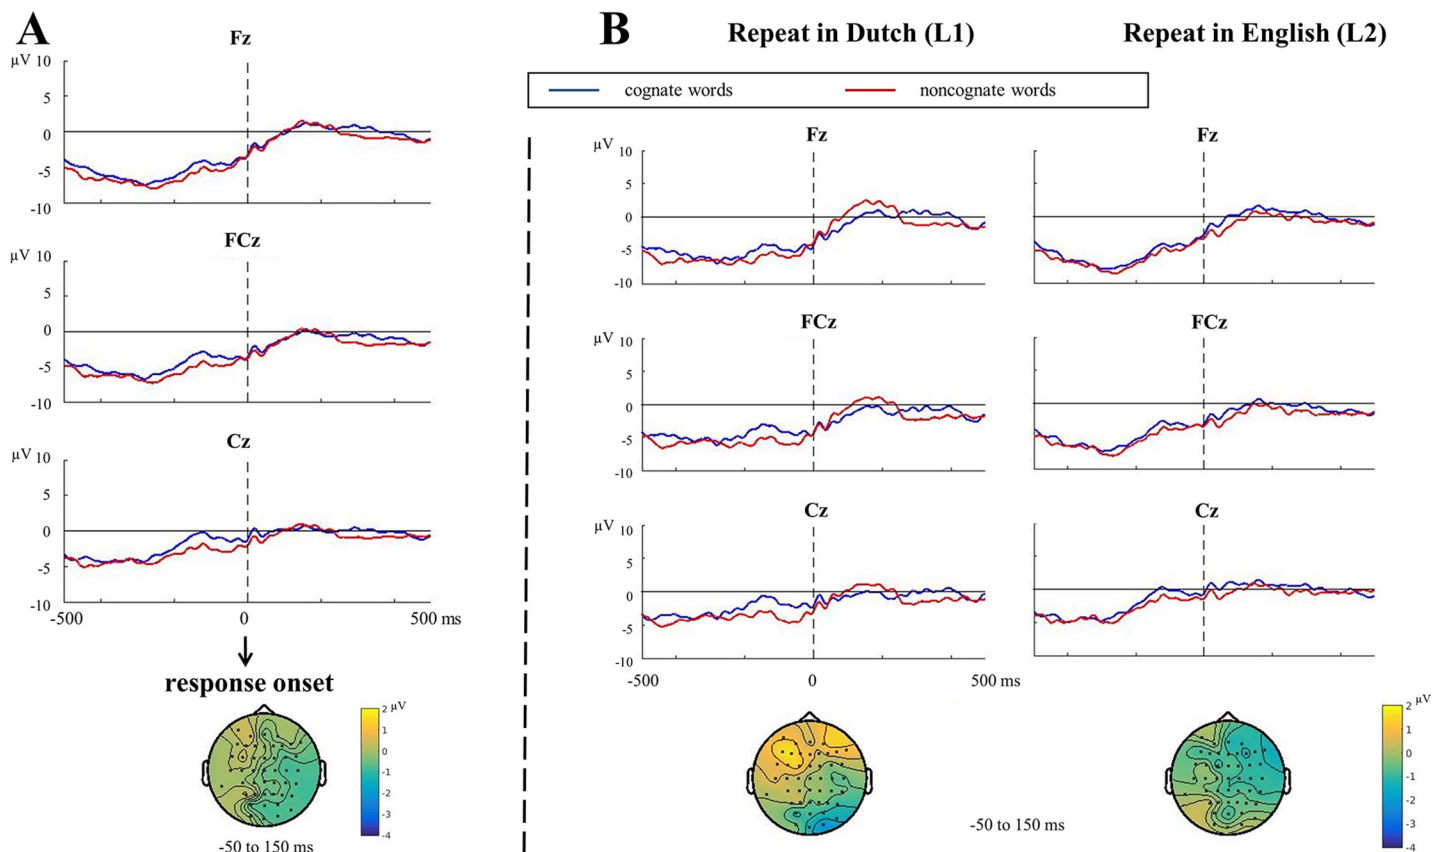 A
Fz
µV 10
5
0
-5
-10
FCz
µV 10
5
0
-5
-10
Cz
µV 10
5
0
-5
-10
-500 0 500 ms
response onset
2 µV
1
0
-1
-2
-3
-4
-50 to 150 ms
B Repeat in Dutch (L1) Repeat in English (L2)
cognate words noncognate words
Fz Fz
µV 10
5
0
-5
-10
FCz FCz
µV 10
5
0
-5
-10
Cz Cz
µV 10
5
0
-5
-10
-500 0 500 ms
-50 to 150 ms
µV
2
1
0
-1
-2
-3
-4